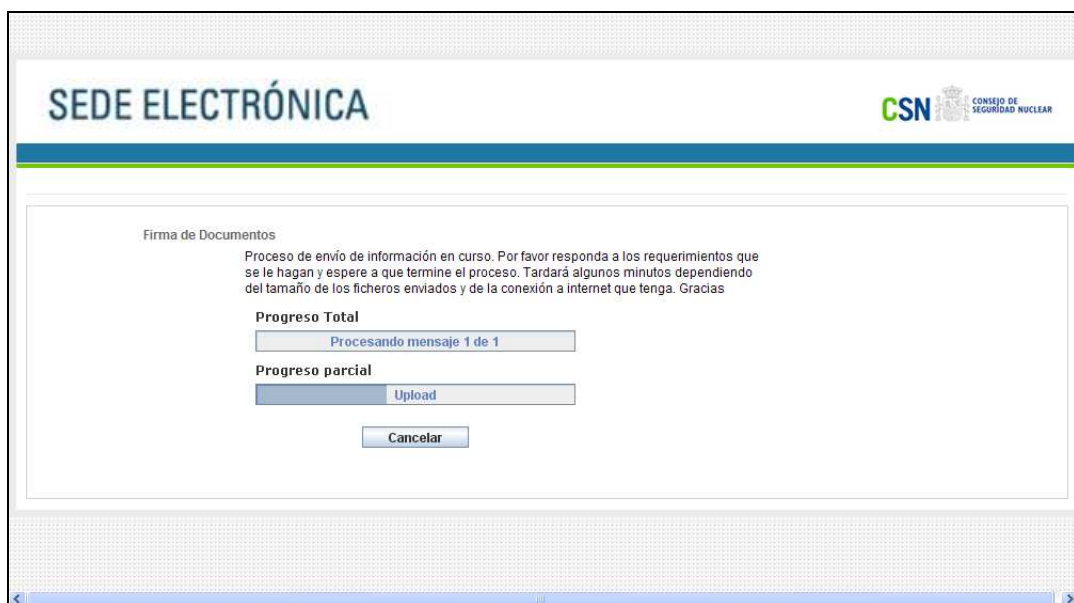 SEDE ELECTRÓNICA
CSN
CONSEJO DE
SEGURIDAD NUCLEAR
Firma de Documentos
Proceso de envío de información en curso. Por favor responda a los requerimientos que
se le hagan y espere a que termine el proceso. Tardará algunos minutos dependiendo
del tamaño de los ficheros enviados y de la conexión a internet que tenga. Gracias
Progreso Total
Procesando mensaje 1 de 1
Progreso parcial
Upload
Cancelar